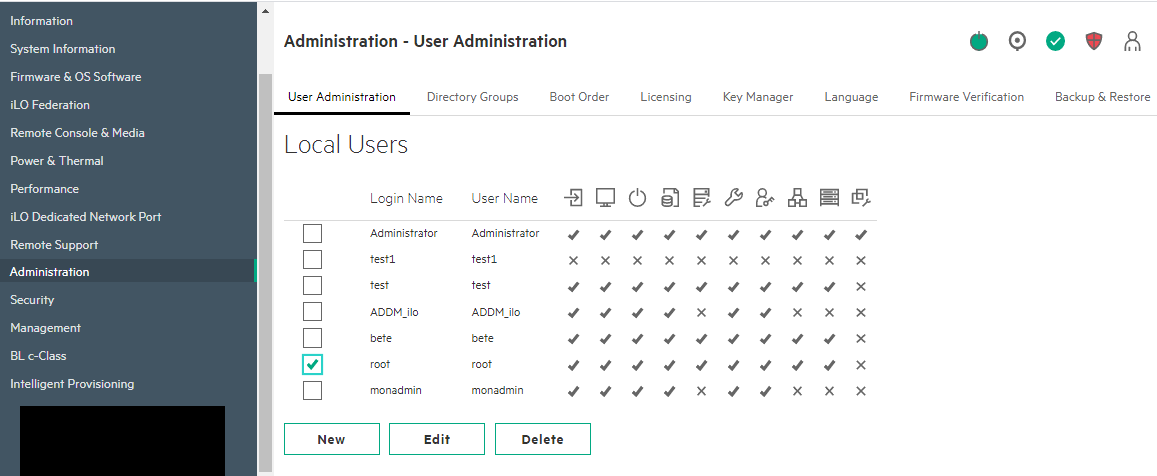 Information
System Information
Firmware & OS Software
iLO Federation
Remote Console & Media
Power & Thermal
Performance
iLO Dedicated Network Port
Remote Support
Administration
Security
Management
BL c-Class
Intelligent Provisioning
Administration - User Administration
User Administration Directory Groups Boot Order Licensing Key Manager Language Firmware Verification Backup & Restore
Local Users
Login Name User Name
Administrator Administrator
test1 test1
test test
ADDM_ilo ADDM_ilo
bete bete
root root
monadmin monadmin
New Edit Delete